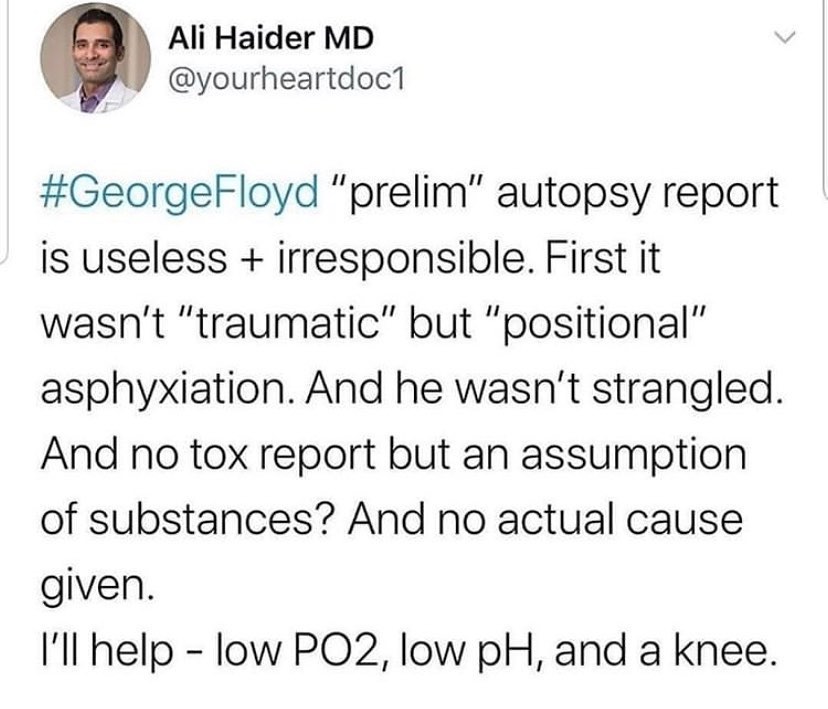 Ali Haider MD
@yourheartdoc1
#GeorgeFloyd "prelim" autopsy report
is useless + irresponsible. First it
wasn't "traumatic" but "positional"
asphyxiation. And he wasn't strangled.
And no tox report but an assumption
of substances? And no actual cause
given.
I'll help - low PO2, low pH, and a knee.